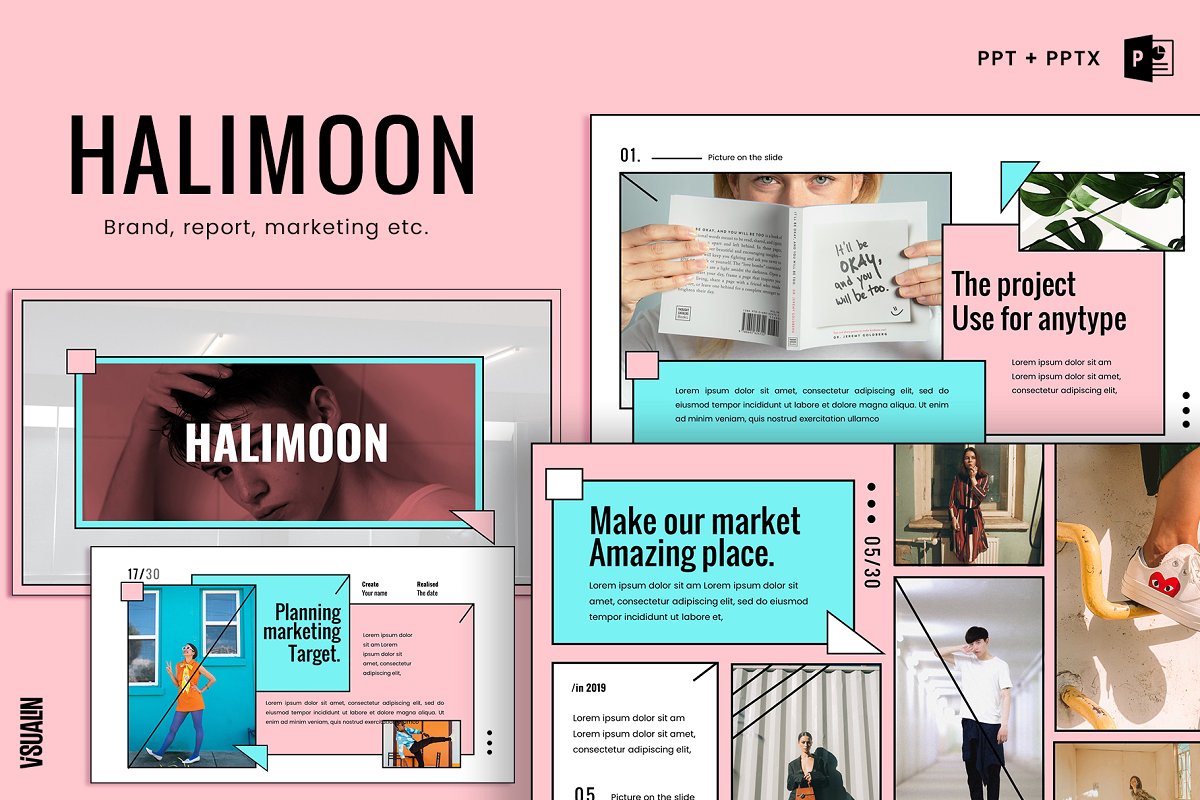 PPT + PPTX
P
HALIMOON
Brand, report, marketing etc.
01.
Picture on the slide
It'll be
OKAY,
and you
will be too.
DR. JEREMY GOLDBERG
The project
Use for anytype
Lorem ipsum dolor sit am
Lorem ipsum dolor sit amet,
consectetur adipiscing elit,
Lorem ipsum dolor sit amet, consectetur adipiscing elit, sed do
eiusmod tempor incididunt ut labore et dolore magna aliqua. Ut enim
ad minim veniam, quis nostrud exercitation ullamco
HALIMOON
Make our market
Amazing place.
Lorem ipsum dolor sit am Lorem ipsum dolor sit
amet, consectetur adipiscing elit, sed do eiusmod
tempor incididunt ut labore et,
05/30
17/30
Create
Your name
Realised
The date
Planning
marketing
Target.
Lorem ipsum dolor
sit am Lorem
ipsum dolor sit
amet, consectetur
adipiscing elit,
Lorem ipsum dolor sit amet, consectetur adipiscing elit, sed do
eiusmod tempor incididunt ut labore et dolore magna aliqua. Ut
enim ad minim veniam, quis nostrud
/in 2019
Lorem ipsum dolor sit am
Lorem ipsum dolor sit amet,
consectetur adipiscing elit,
05
Picture on the slide
ViSUALIN